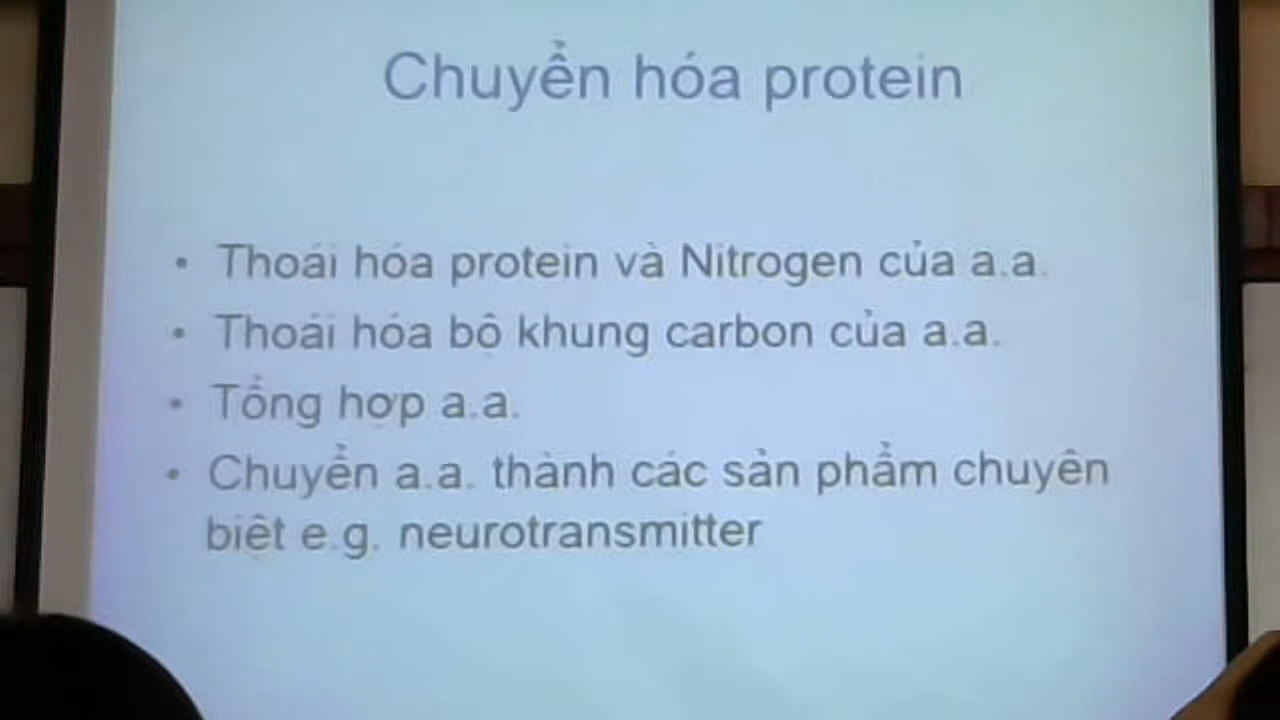 Chuyển hóa protein
• Thoái hóa protein và Nitrogen của a.a.
• Thoái hóa bộ khung carbon của a.a.
• Tổng hợp a.a.
• Chuyển a.a. thành các sản phẩm chuyên
biệt e.g. neurotransmitter